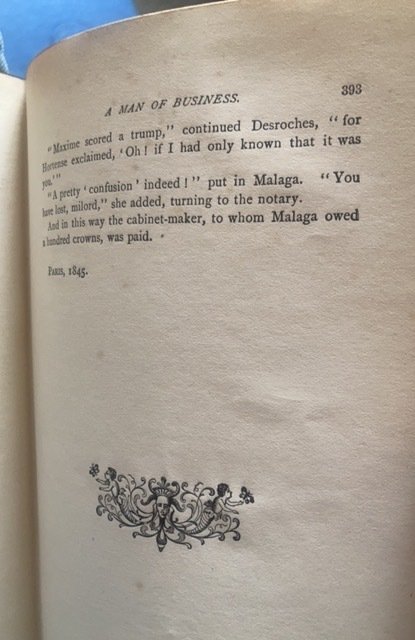 A MAN OF BUSINESS.
393
"Maxime scored a trump," continued Desroches, "for
Hortense exclaimed, 'Oh! if I had only known that it was
you.'"
"A pretty 'confusion' indeed!" put in Malaga. "You
have lost, milord," she added, turning to the notary.
And in this way the cabinet-maker, to whom Malaga owed
a hundred crowns, was paid.
PARIS, 1845.